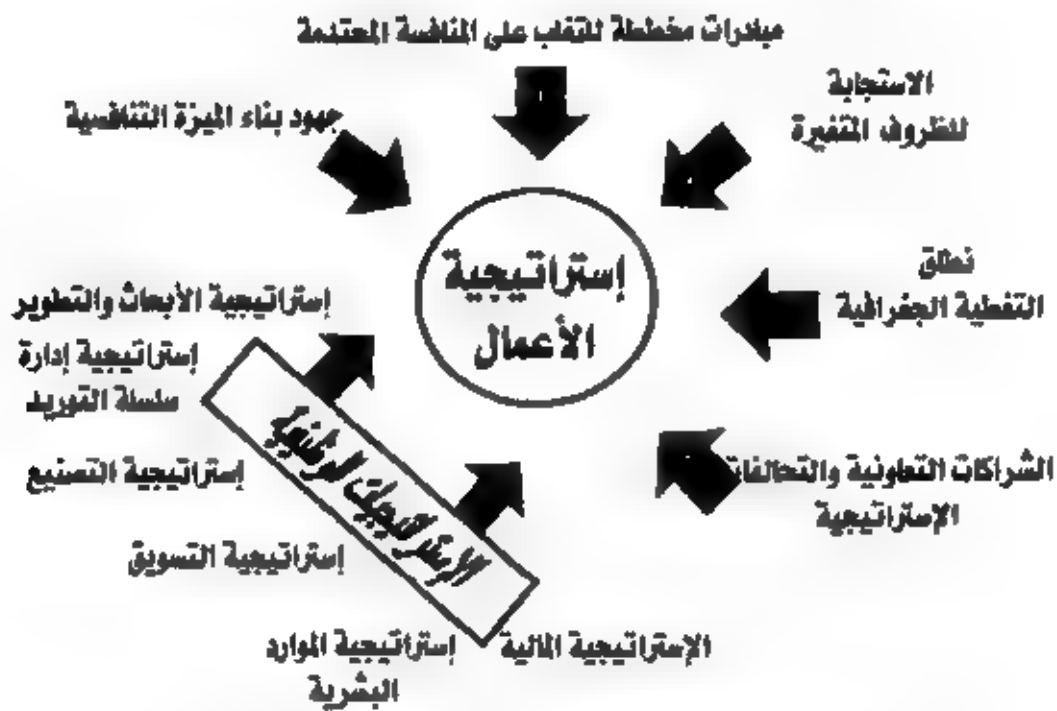 مبادرات مخططة للتغلب على المنافسة المحتدمة
الاستجابة
للظروف المتغيرة
جهود بناء الميزة التنافسية
إستراتيجية
الأعمال
نطاق
التغطية الجغرافية
إستراتيجية الأبحاث والتطوير
إستراتيجية إدارة
سلسلة التوريد
الإستراتيجيات الوظيفية
إستراتيجية التصنيع
الشراكات التعاونية والتحالفات
الإستراتيجية
إستراتيجية التسويق
الإستراتيجية المالية
إستراتيجية الموارد
البشرية